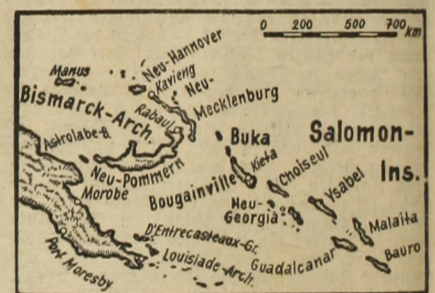 0 200 500 700 km
Neu-Hannover
Manus
Kavieng
Neu-
Mecklenburg
Bismarck-Arch.
Rabaul
Astrolabe-B.
Buka
Salomon-
Ins.
Neu-Pommern
Morobe
Kieta
Choiseul
Bougainville
Ysabel
Neu-
Georgia
D'Entrecasteaux-Gr.
Malaita
Port Moresby
Louisiade-Arch.
Guadalcanar
Bauro